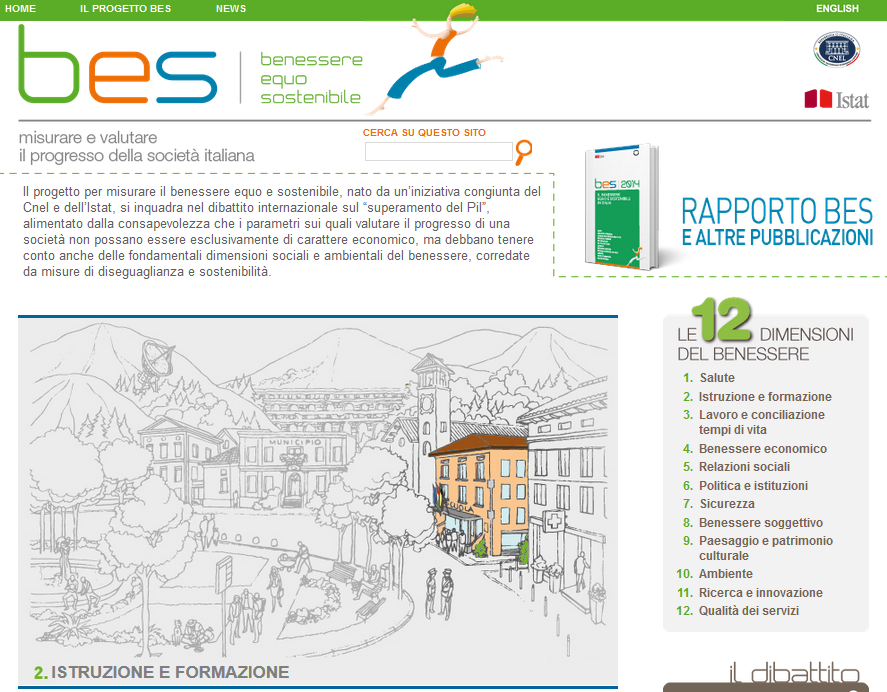 HOME
IL PROGETTO BES
NEWS
ENGLISH
bes
benessere
equo
sostenibile
CNEL
Istat
misurare e valutare
il progresso della società italiana
CERCA SU QUESTO SITO
Il progetto per misurare il benessere equo e sostenibile, nato da un'iniziativa congiunta del
Cnel e dell'Istat, si inquadra nel dibattito internazionale sul "superamento del Pil",
alimentato dalla consapevolezza che i parametri sui quali valutare il progresso di una
società non possano essere esclusivamente di carattere economico, ma debbano tenere
conto anche delle fondamentali dimensioni sociali e ambientali del benessere, corredate
da misure di diseguaglianza e sostenibilità.
bes 2014
RAPPORTO BES
E ALTRE PUBBLICAZIONI
MUNICIPIO
SCUOLA
2. ISTRUZIONE E FORMAZIONE
LE 12 DIMENSIONI
DEL BENESSERE
1. Salute
2. Istruzione e formazione
3. Lavoro e conciliazione
tempi di vita
4. Benessere economico
5. Relazioni sociali
6. Politica e istituzioni
7. Sicurezza
8. Benessere soggettivo
9. Paesaggio e patrimonio
culturale
10. Ambiente
11. Ricerca e innovazione
12. Qualità dei servizi
il dibattito